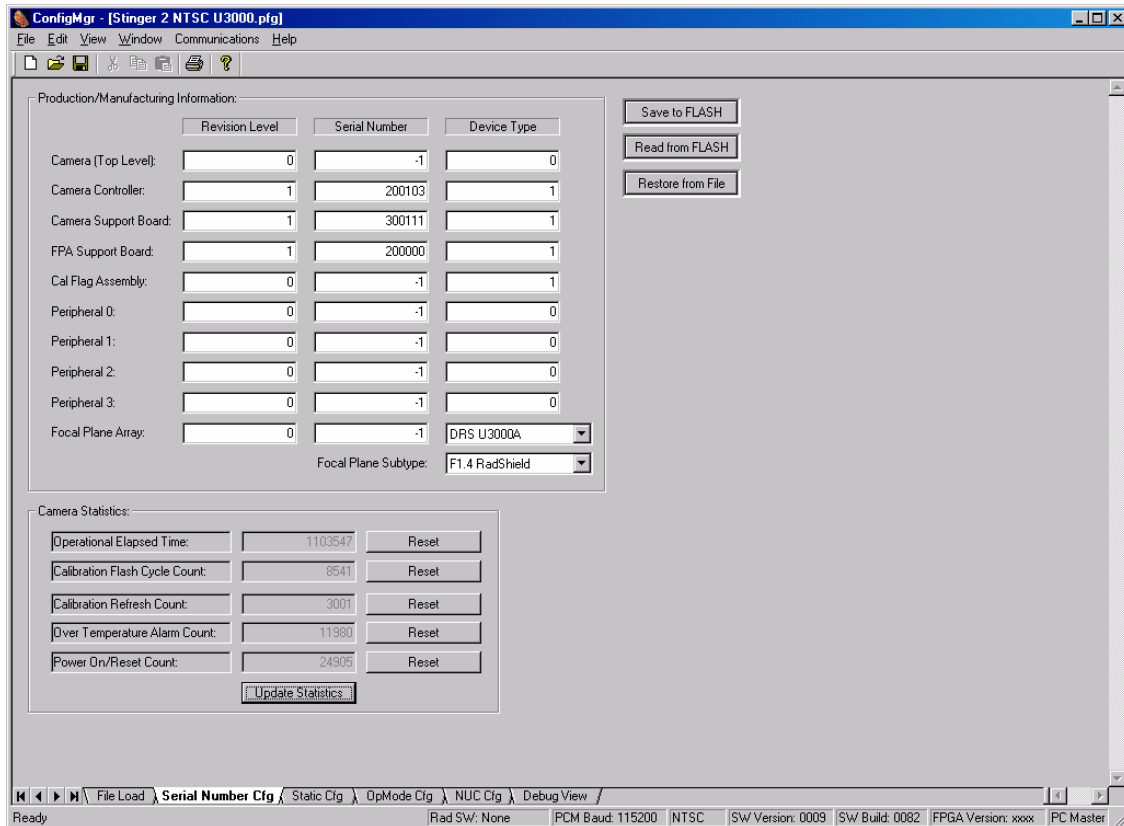 ConfigMgr - [Stinger 2 NTSC U3000.pfg]
File Edit View Window Communications Help
Production/Manufacturing Information:
Revision Level Serial Number Device Type
Camera (Top Level): 0 -1 0
Camera Controller: 1 200103 1
Camera Support Board: 1 300111 1
FPA Support Board: 1 200000 1
Cal Flag Assembly: 0 -1 1
Peripheral 0: 0 -1 0
Peripheral 1: 0 -1 0
Peripheral 2: 0 -1 0
Peripheral 3: 0 -1 0
Focal Plane Array: 0 -1 DRS U3000A
Focal Plane Subtype: F1.4 RadShield
Save to FLASH
Read from FLASH
Restore from File
Camera Statistics:
Operational Elapsed Time: 1103547 Reset
Calibration Flash Cycle Count: 8541 Reset
Calibration Refresh Count: 3001 Reset
Over Temperature Alarm Count: 11980 Reset
Power On/Reset Count: 24905 Reset
Update Statistics
File Load Serial Number Cfg Static Cfg OpMode Cfg NUC Cfg Debug View
Ready Rad SW: None PCM Baud: 115200 NTSC SW Version: 0009 SW Build: 0082 FPGA Version: xxxx PC Master